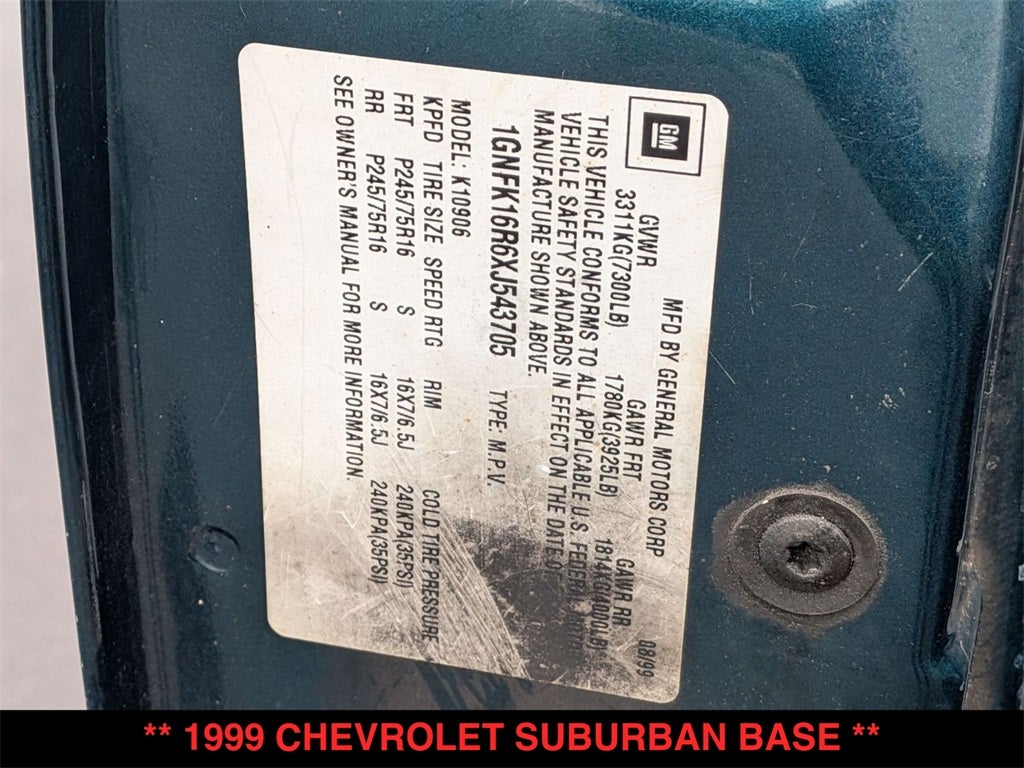 GM
MFD BY GENERAL MOTORS CORP 08/99
GVWR GAWR FRT GAWR RR
3311KG(7300LB) 1780KG(3925LB) 1814KG(4000LB)
THIS VEHICLE CONFORMS TO ALL APPLICABLE U.S. FEDERAL MOTOR
VEHICLE SAFETY STANDARDS IN EFFECT ON THE DATE OF
MANUFACTURE SHOWN ABOVE.
1GNFK16R6XJ543705 TYPE: M.P.V.
MODEL: K10906
KPFD TIRE SIZE SPEED RTG RIM COLD TIRE PRESSURE
FRT P245/75R16 S 16X7/6.5J 240KPA(35PSI)
RR P245/75R16 S 16X7/6.5J 240KPA(35PSI)
SEE OWNER'S MANUAL FOR MORE INFORMATION.
** 1999 CHEVROLET SUBURBAN BASE **